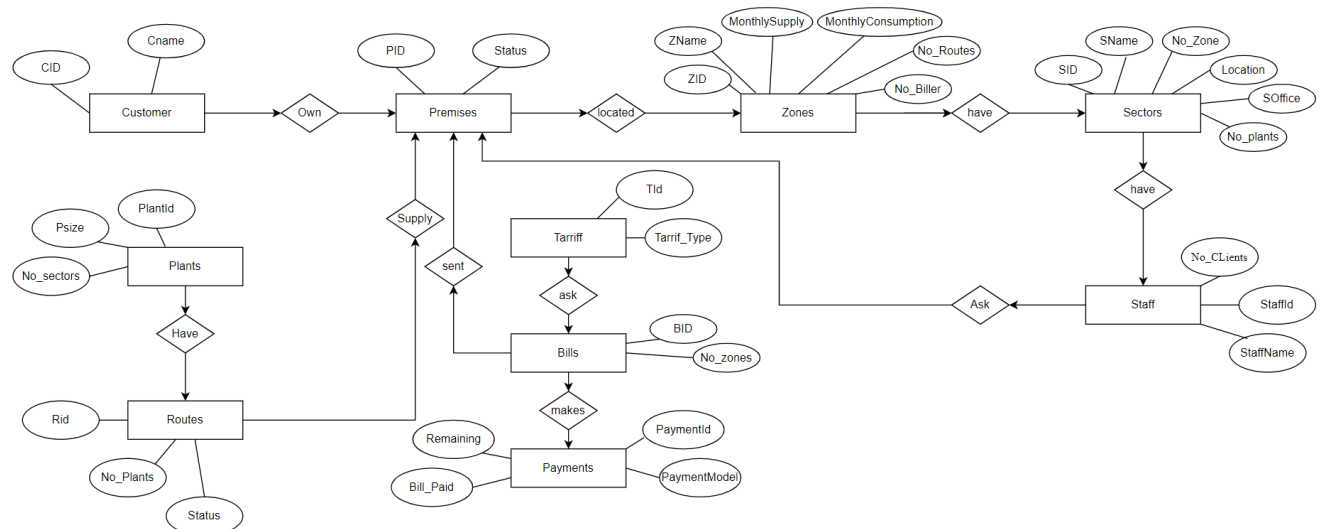 MonthlySupply
MonthlyConsumption
Cname
PID
Status
ZName
No_Routes
SName
No_Zone
CID
ZID
No_Biller
SID
Location
SOffice
No_plants
Customer
Own
Premises
located
Zones
have
Sectors
have
TId
PlantId
Psize
Supply
Tarriff
Tarrif_Type
Plants
No_sectors
sent
ask
No_CLients
Ask
Staff
StaffId
Have
BID
Bills
No_zones
StaffName
Rid
Routes
makes
Remaining
PaymentId
No_Plants
Bill_Paid
Payments
PaymentModel
Status